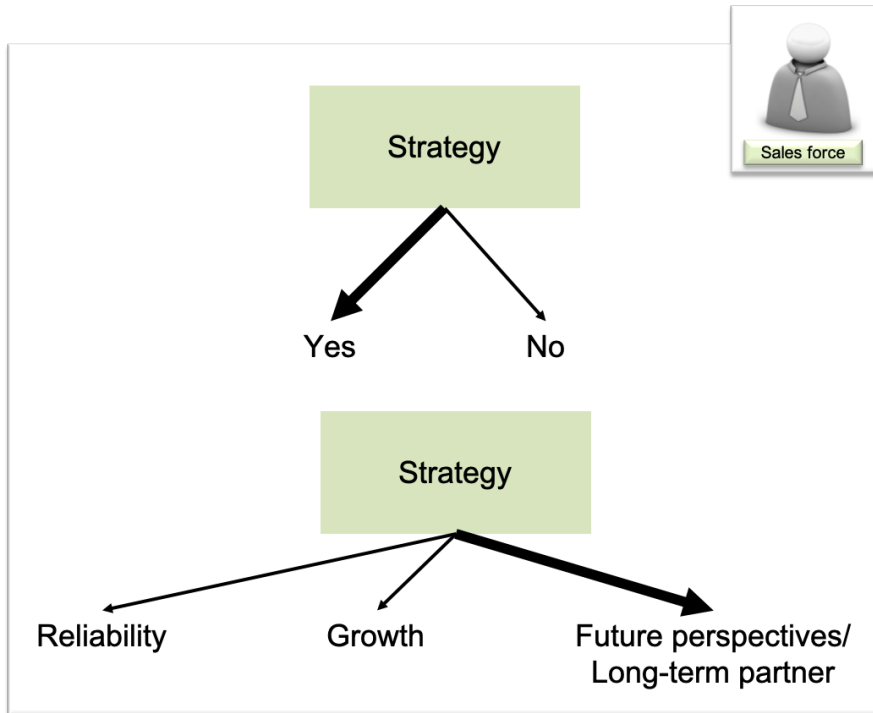 Sales force
Strategy
Yes
No
Strategy
Reliability
Growth
Future perspectives/
Long-term partner